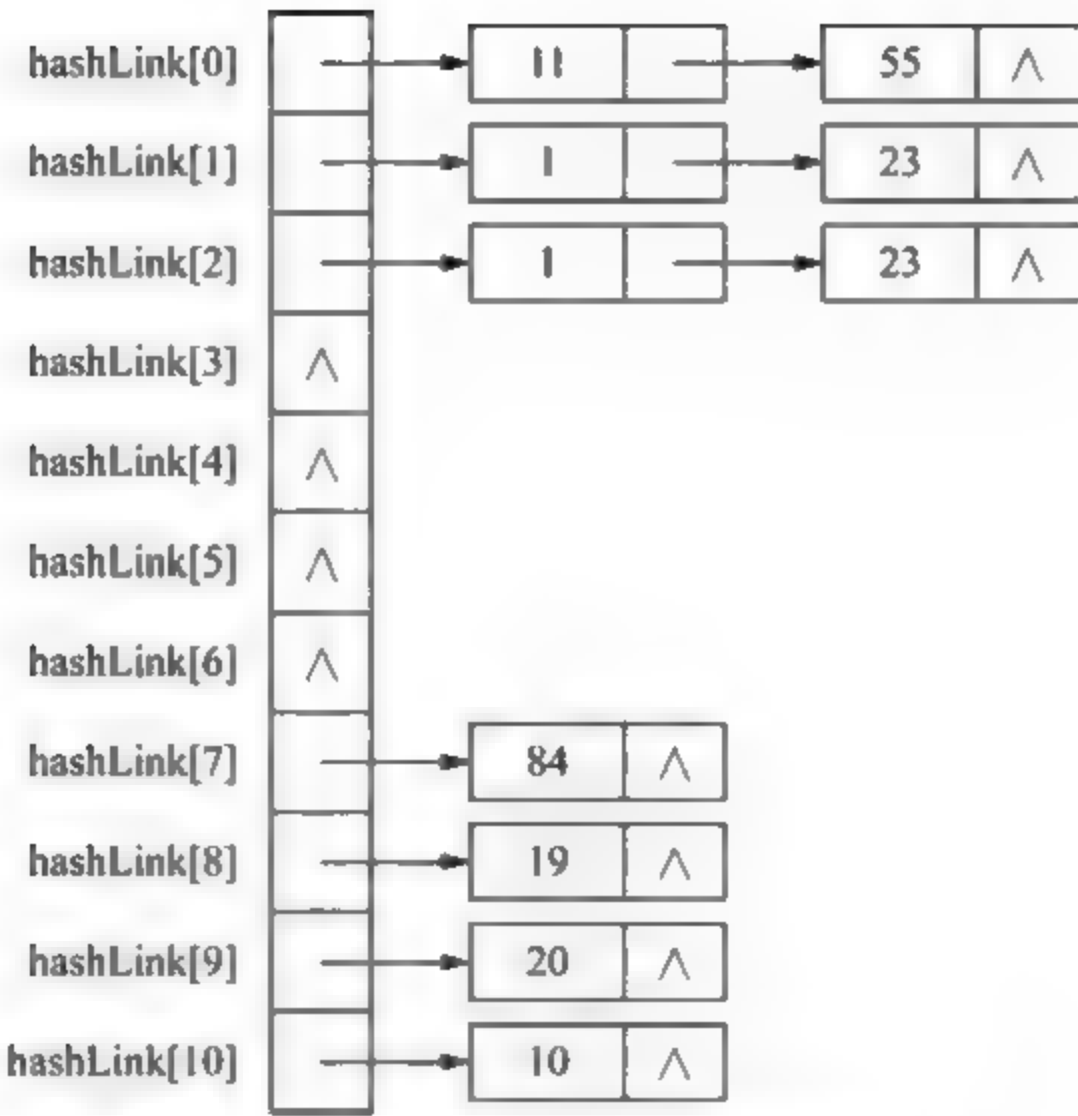 hashLink[0] 11 55 ∧
hashLink[1] 1 23 ∧
hashLink[2] 1 23 ∧
hashLink[3] ∧
hashLink[4] ∧
hashLink[5] ∧
hashLink[6] ∧
hashLink[7] 84 ∧
hashLink[8] 19 ∧
hashLink[9] 20 ∧
hashLink[10] 10 ∧